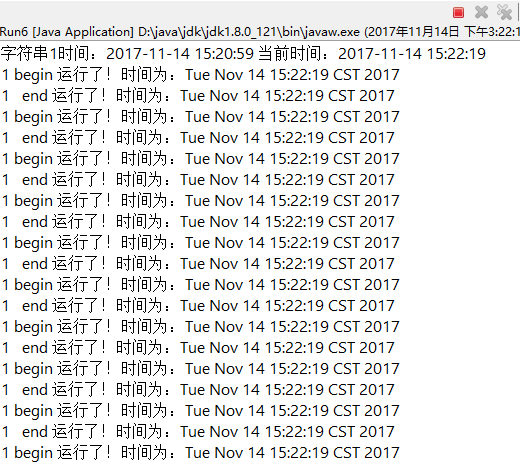 Run6 [Java Application] D:\java\jdk\jdk1.8.0_121\bin\javaw.exe (2017年11月14日 下午3:22:1
字符串1时间：2017-11-14 15:20:59 当前时间：2017-11-14 15:22:19
1 begin 运行了！时间为：Tue Nov 14 15:22:19 CST 2017
1   end 运行了！时间为：Tue Nov 14 15:22:19 CST 2017
1 begin 运行了！时间为：Tue Nov 14 15:22:19 CST 2017
1   end 运行了！时间为：Tue Nov 14 15:22:19 CST 2017
1 begin 运行了！时间为：Tue Nov 14 15:22:19 CST 2017
1   end 运行了！时间为：Tue Nov 14 15:22:19 CST 2017
1 begin 运行了！时间为：Tue Nov 14 15:22:19 CST 2017
1   end 运行了！时间为：Tue Nov 14 15:22:19 CST 2017
1 begin 运行了！时间为：Tue Nov 14 15:22:19 CST 2017
1   end 运行了！时间为：Tue Nov 14 15:22:19 CST 2017
1 begin 运行了！时间为：Tue Nov 14 15:22:19 CST 2017
1   end 运行了！时间为：Tue Nov 14 15:22:19 CST 2017
1 begin 运行了！时间为：Tue Nov 14 15:22:19 CST 2017
1   end 运行了！时间为：Tue Nov 14 15:22:19 CST 2017
1 begin 运行了！时间为：Tue Nov 14 15:22:19 CST 2017
1   end 运行了！时间为：Tue Nov 14 15:22:19 CST 2017
1 begin 运行了！时间为：Tue Nov 14 15:22:19 CST 2017
1   end 运行了！时间为：Tue Nov 14 15:22:19 CST 2017
1 begin 运行了！时间为：Tue Nov 14 15:22:19 CST 2017